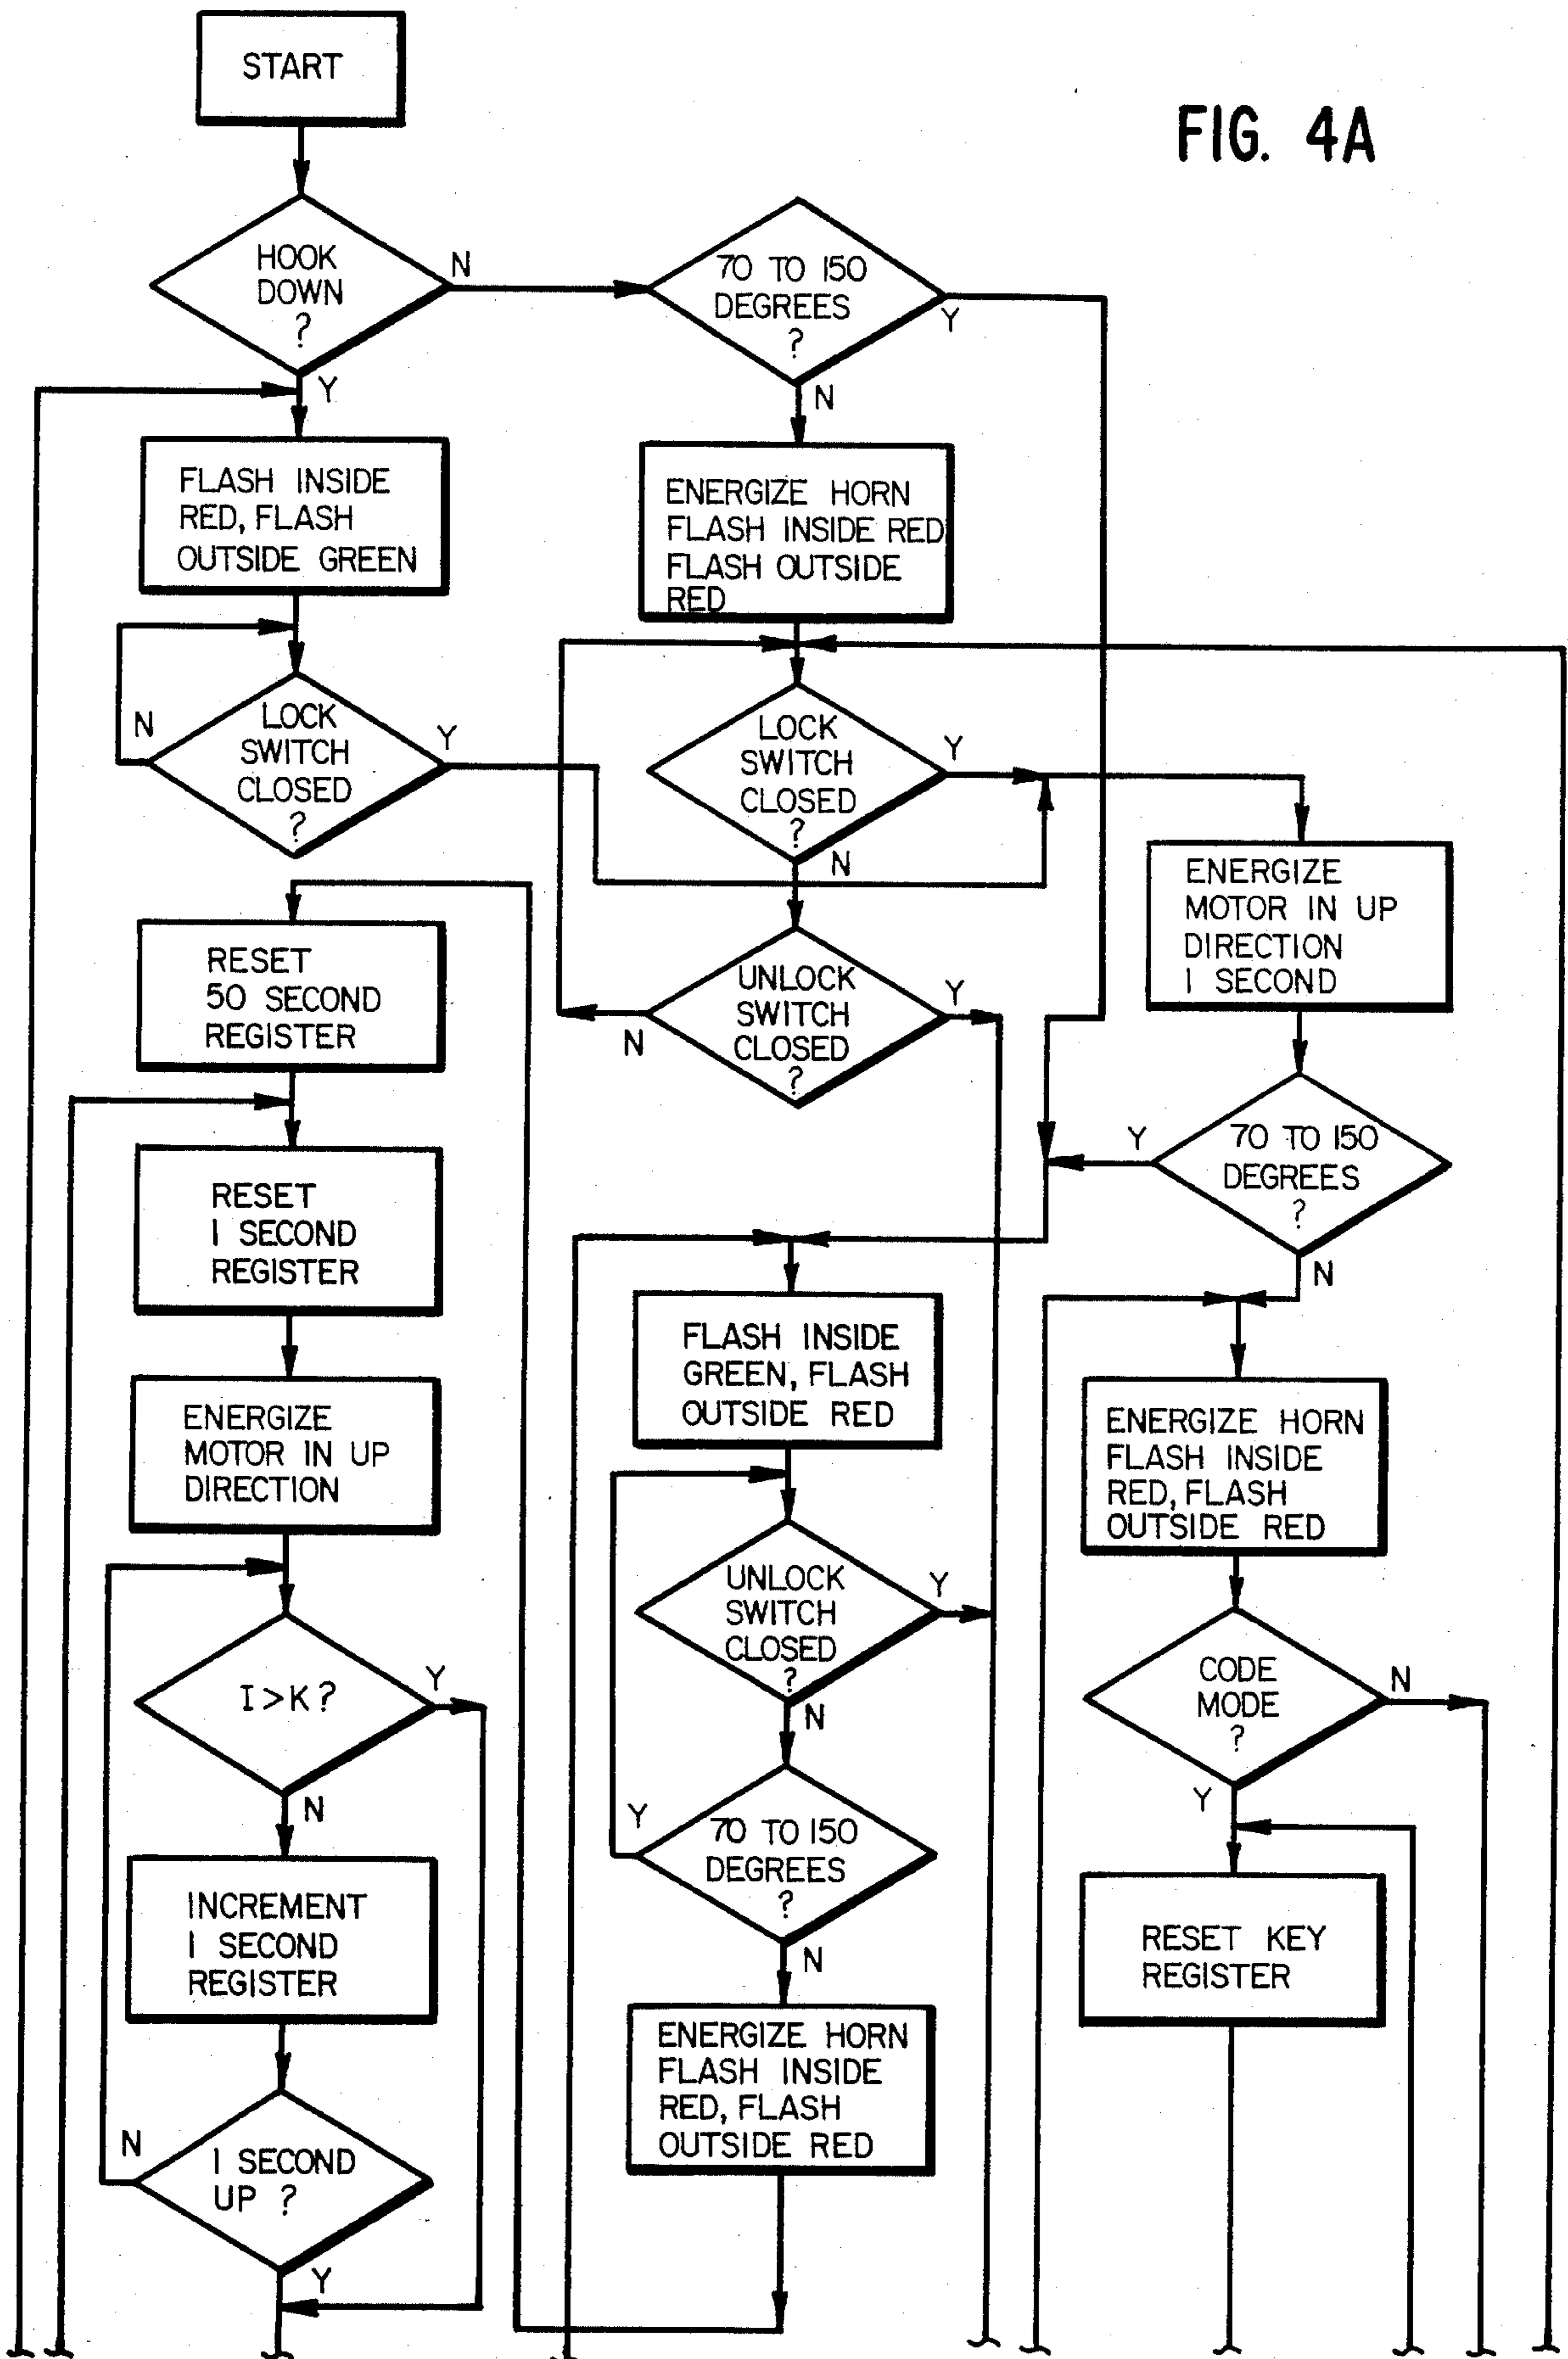 FIG. 4A
START
HOOK
DOWN
?
N
Y
70 TO 150
DEGREES
?
Y
N
FLASH INSIDE
RED, FLASH
OUTSIDE GREEN
ENERGIZE HORN
FLASH INSIDE RED
FLASH OUTSIDE
RED
LOCK
SWITCH
CLOSED
?
N
Y
LOCK
SWITCH
CLOSED
?
Y
N
ENERGIZE
MOTOR IN UP
DIRECTION
1 SECOND
RESET
50 SECOND
REGISTER
UNLOCK
SWITCH
CLOSED
?
Y
N
70 TO 150
DEGREES
?
Y
N
RESET
1 SECOND
REGISTER
FLASH INSIDE
GREEN, FLASH
OUTSIDE RED
ENERGIZE
MOTOR IN UP
DIRECTION
ENERGIZE HORN
FLASH INSIDE
RED, FLASH
OUTSIDE RED
UNLOCK
SWITCH
CLOSED
?
Y
N
I>K?
Y
N
CODE
MODE
?
N
Y
70 TO 150
DEGREES
?
Y
N
INCREMENT
1 SECOND
REGISTER
RESET KEY
REGISTER
ENERGIZE HORN
FLASH INSIDE
RED, FLASH
OUTSIDE RED
1 SECOND
UP ?
N
Y